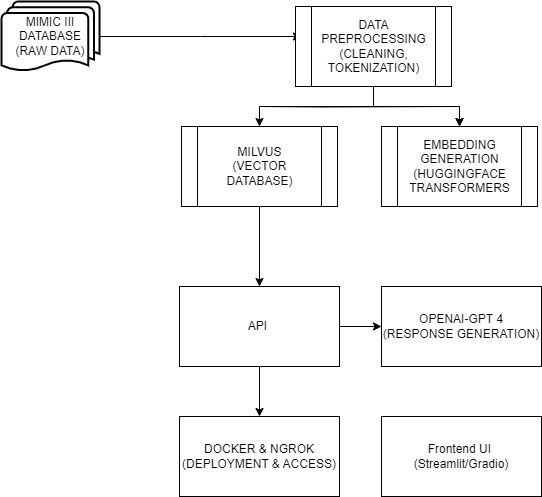 MIMIC III
DATABASE
(RAW DATA)
DATA
PREPROCESSING
(CLEANING,
TOKENIZATION)
MILVUS
(VECTOR
DATABASE)
EMBEDDING
GENERATION
(HUGGINGFACE
TRANSFORMERS
API
OPENAI-GPT 4
(RESPONSE GENERATION)
DOCKER & NGROK
(DEPLOYMENT & ACCESS)
Frontend UI
(Streamlit/Gradio)